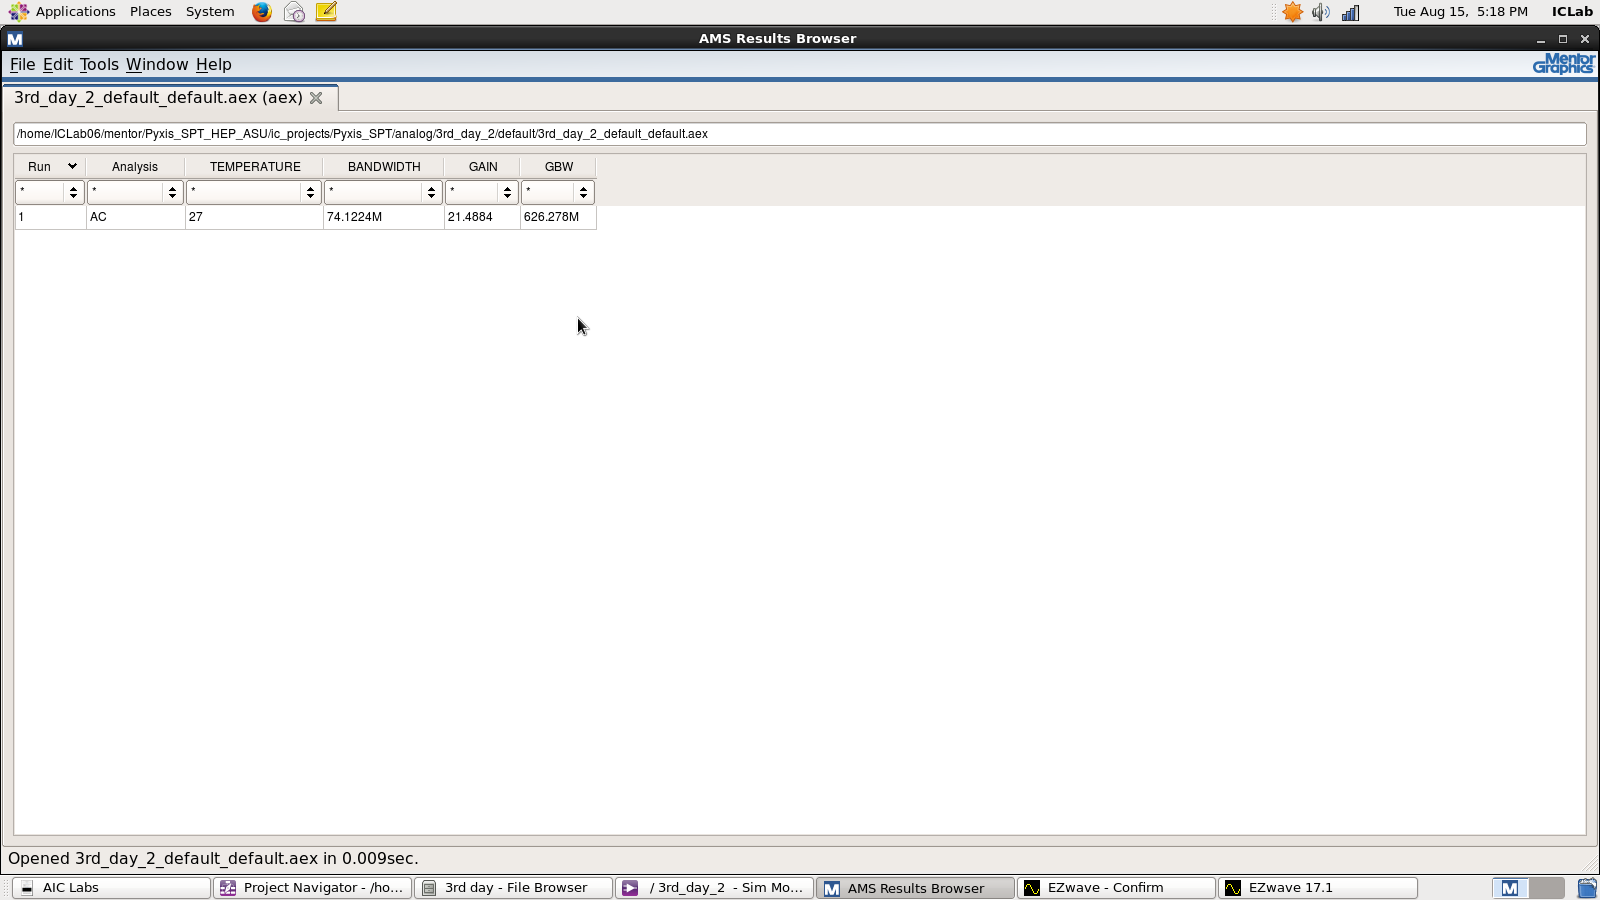 Applications Places System Tue Aug 15, 5:18 PM ICLab
M AMS Results Browser
File Edit Tools Window Help Mentor Graphics
3rd_day_2_default_default.aex (aex)
/home/ICLab06/mentor/Pyxis_SPT_HEP_ASU/ic_projects/Pyxis_SPT/analog/3rd_day_2/default/3rd_day_2_default_default.aex
Run Analysis TEMPERATURE BANDWIDTH GAIN GBW
* * * * * *
1 AC 27 74.1224M 21.4884 626.278M
Opened 3rd_day_2_default_default.aex in 0.009sec.
AIC Labs Project Navigator - /ho... 3rd day - File Browser / 3rd_day_2 - Sim Mo... M AMS Results Browser EZwave - Confirm EZwave 17.1 M